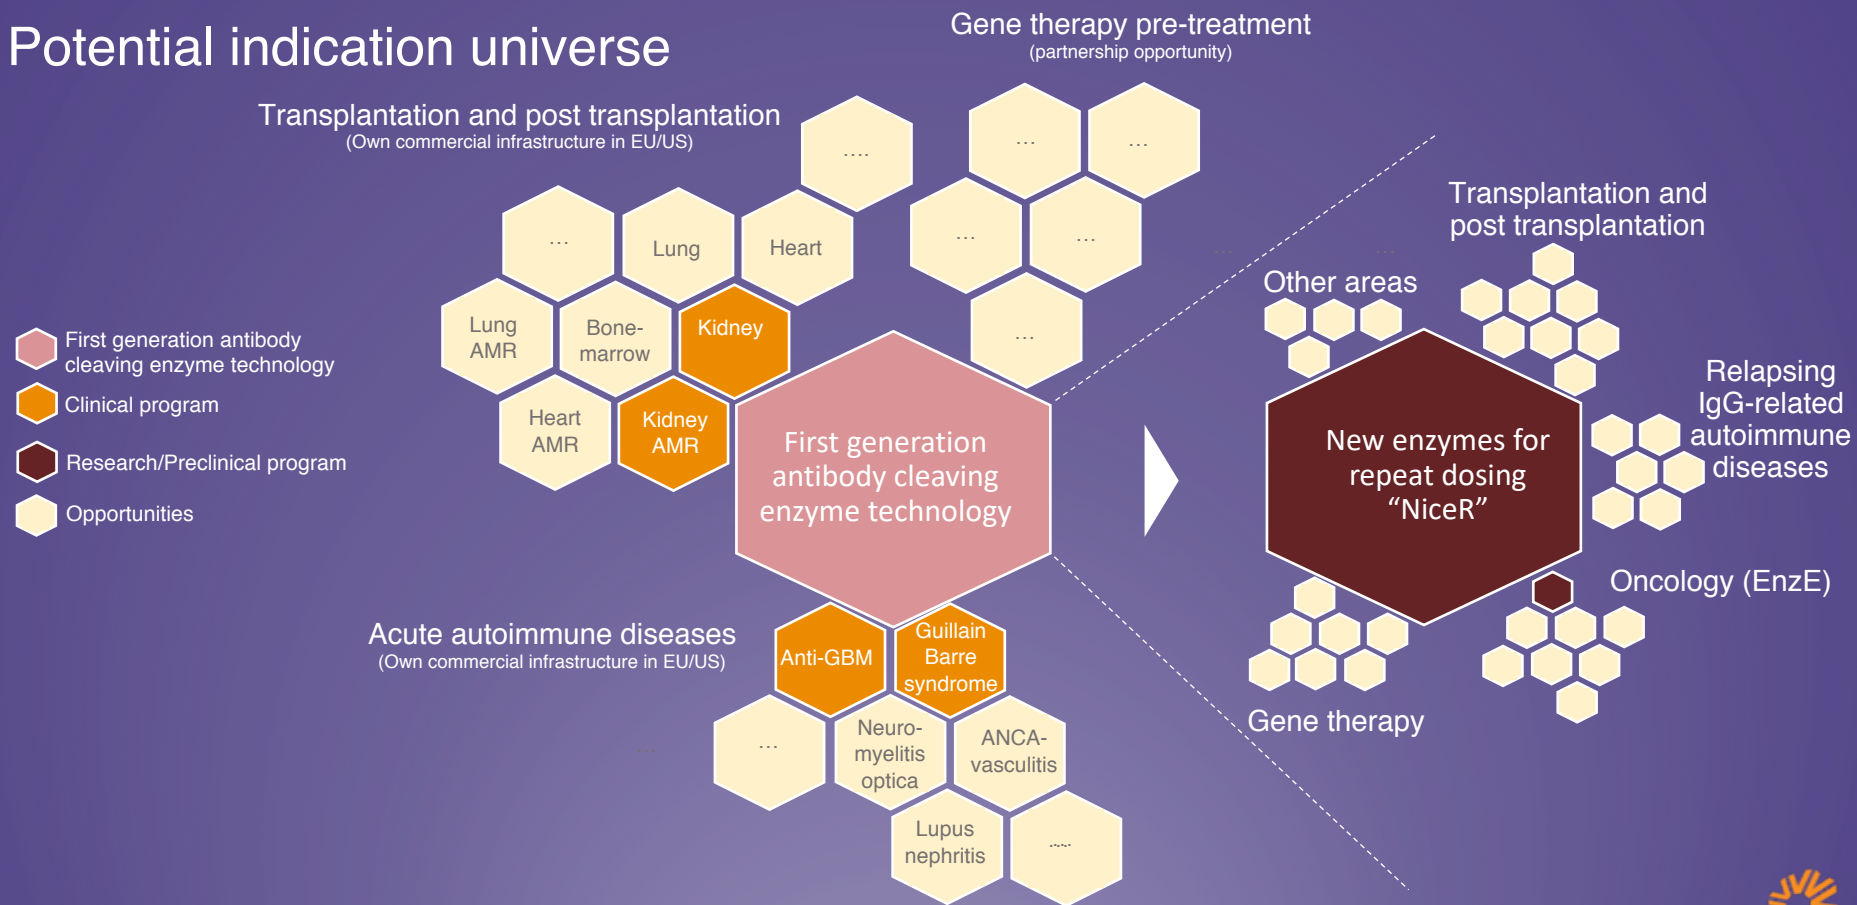 Potential indication universe
Gene therapy pre-treatment
(partnership opportunity)
Transplantation and post transplantation
(Own commercial infrastructure in EU/US)
....
...
...
...
...
...
...
Lung
Heart
Lung
AMR
Bone-
marrow
Kidney
Heart
AMR
Kidney
AMR
First generation antibody
cleaving enzyme technology
Clinical program
Research/Preclinical program
Opportunities
First generation
antibody cleaving
enzyme technology
Acute autoimmune diseases
(Own commercial infrastructure in EU/US)
Anti-GBM
Guillain
Barre
syndrome
...
...
Neuro-
myelitis
optica
ANCA-
vasculitis
Lupus
nephritis
...
...
Transplantation and
post transplantation
Other areas
New enzymes for
repeat dosing
“NiceR”
Relapsing
IgG-related
autoimmune
diseases
Oncology (EnzE)
Gene therapy